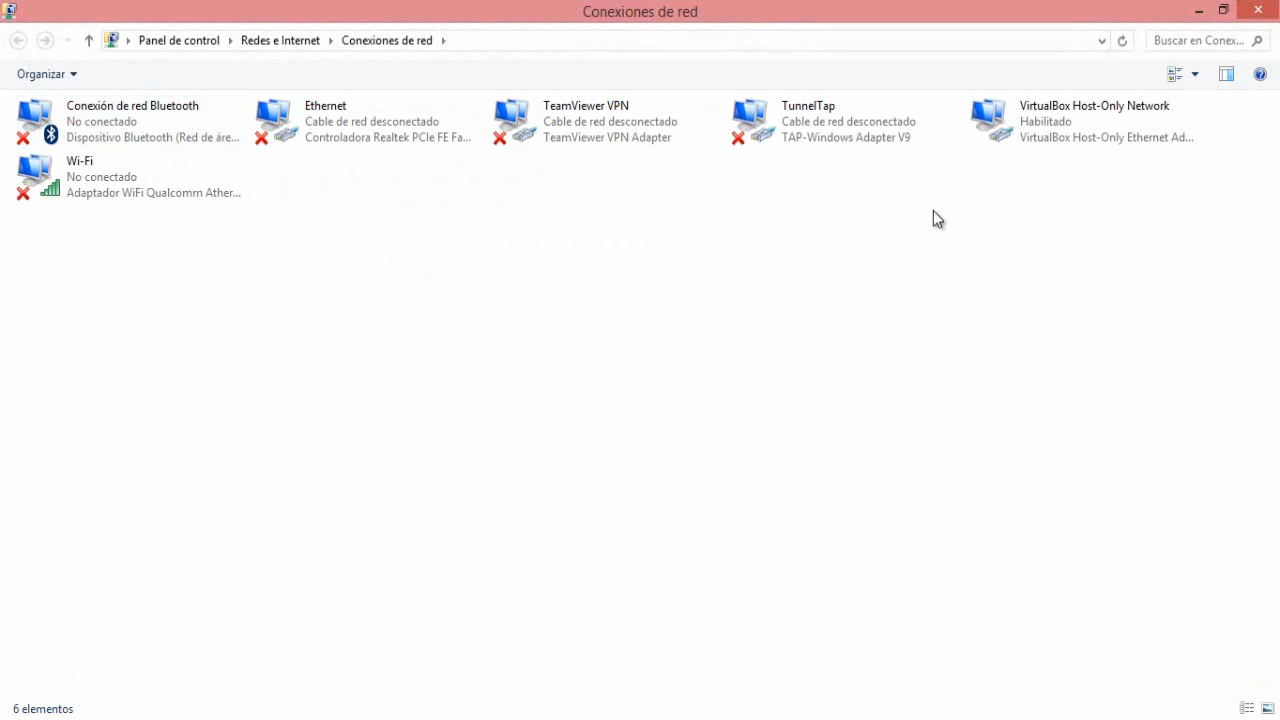 Conexiones de red
Panel de control Redes e Internet Conexiones de red
Buscar en Conex...
Organizar
Conexión de red Bluetooth
No conectado
Dispositivo Bluetooth (Red de áre...
Ethernet
Cable de red desconectado
Controladora Realtek PCIe FE Fa...
TeamViewer VPN
Cable de red desconectado
TeamViewer VPN Adapter
TunnelTap
Cable de red desconectado
TAP-Windows Adapter V9
VirtualBox Host-Only Network
Habilitado
VirtualBox Host-Only Ethernet Ad...
Wi-Fi
No conectado
Adaptador WiFi Qualcomm Ather...
6 elementos